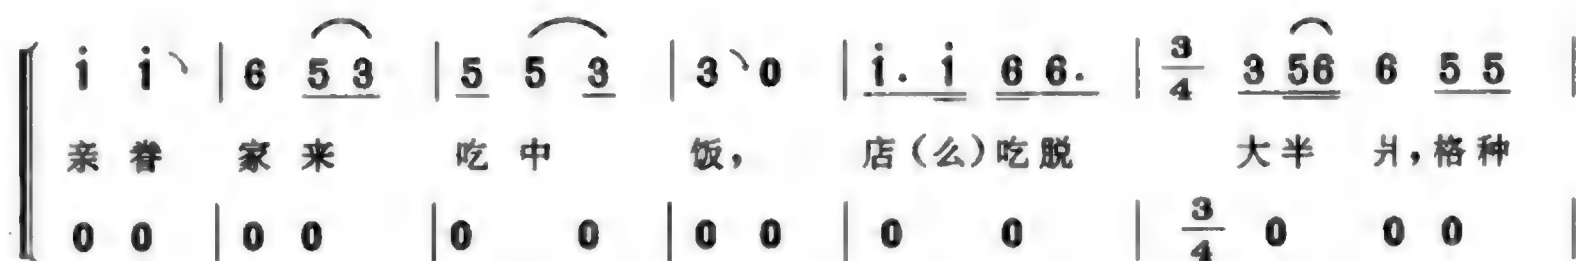 i i | 6 5 3 | 5 5 3 | 3 0 | i. i 6 6. | 3/4 3 56 6 5 5 |
亲眷 家来 吃中 饭， 店（么）吃脱 大半 爿，格种
0 0 | 0 0 | 0 0 | 0 0 | 0 0 | 3/4 0 0 0 |